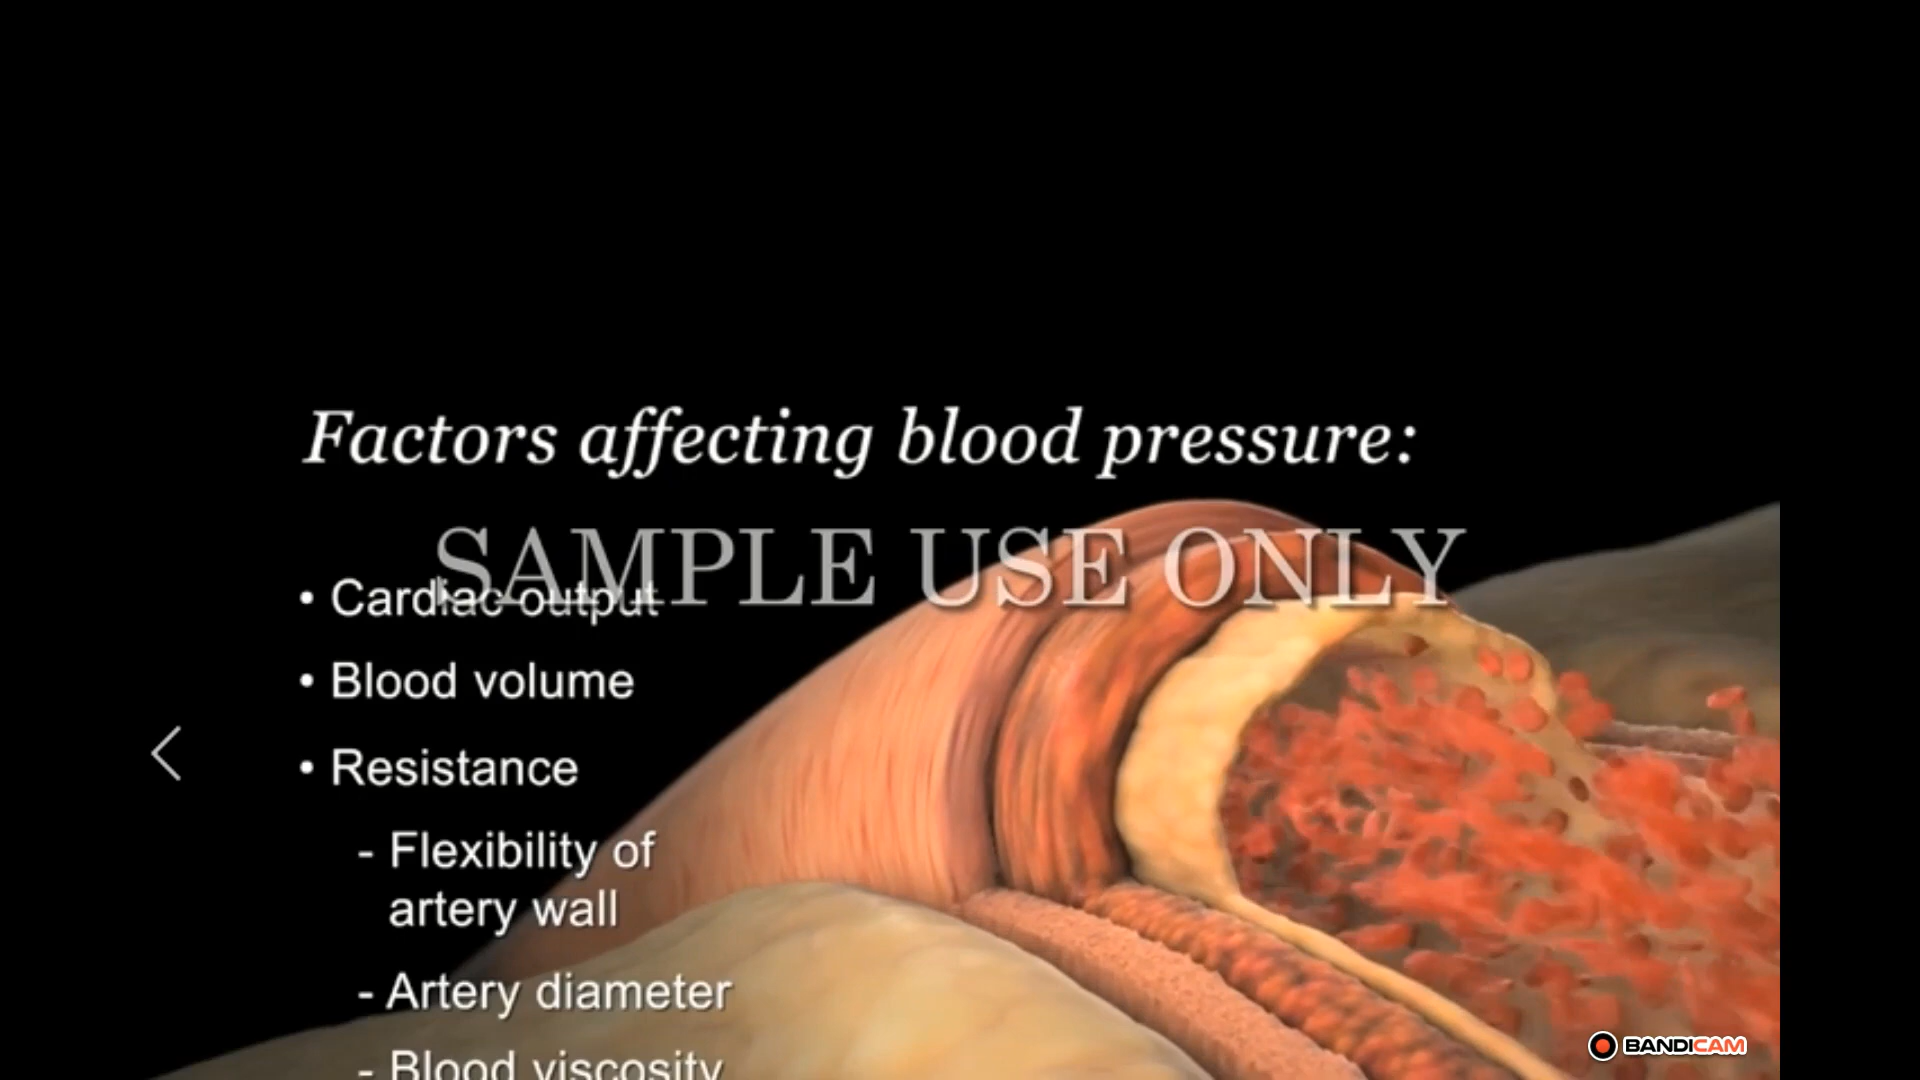 Factors affecting blood pressure:
SAMPLE USE ONLY
• Cardiac output
• Blood volume
• Resistance
- Flexibility of
artery wall
- Artery diameter
- Blood viscosity
BANDICAM